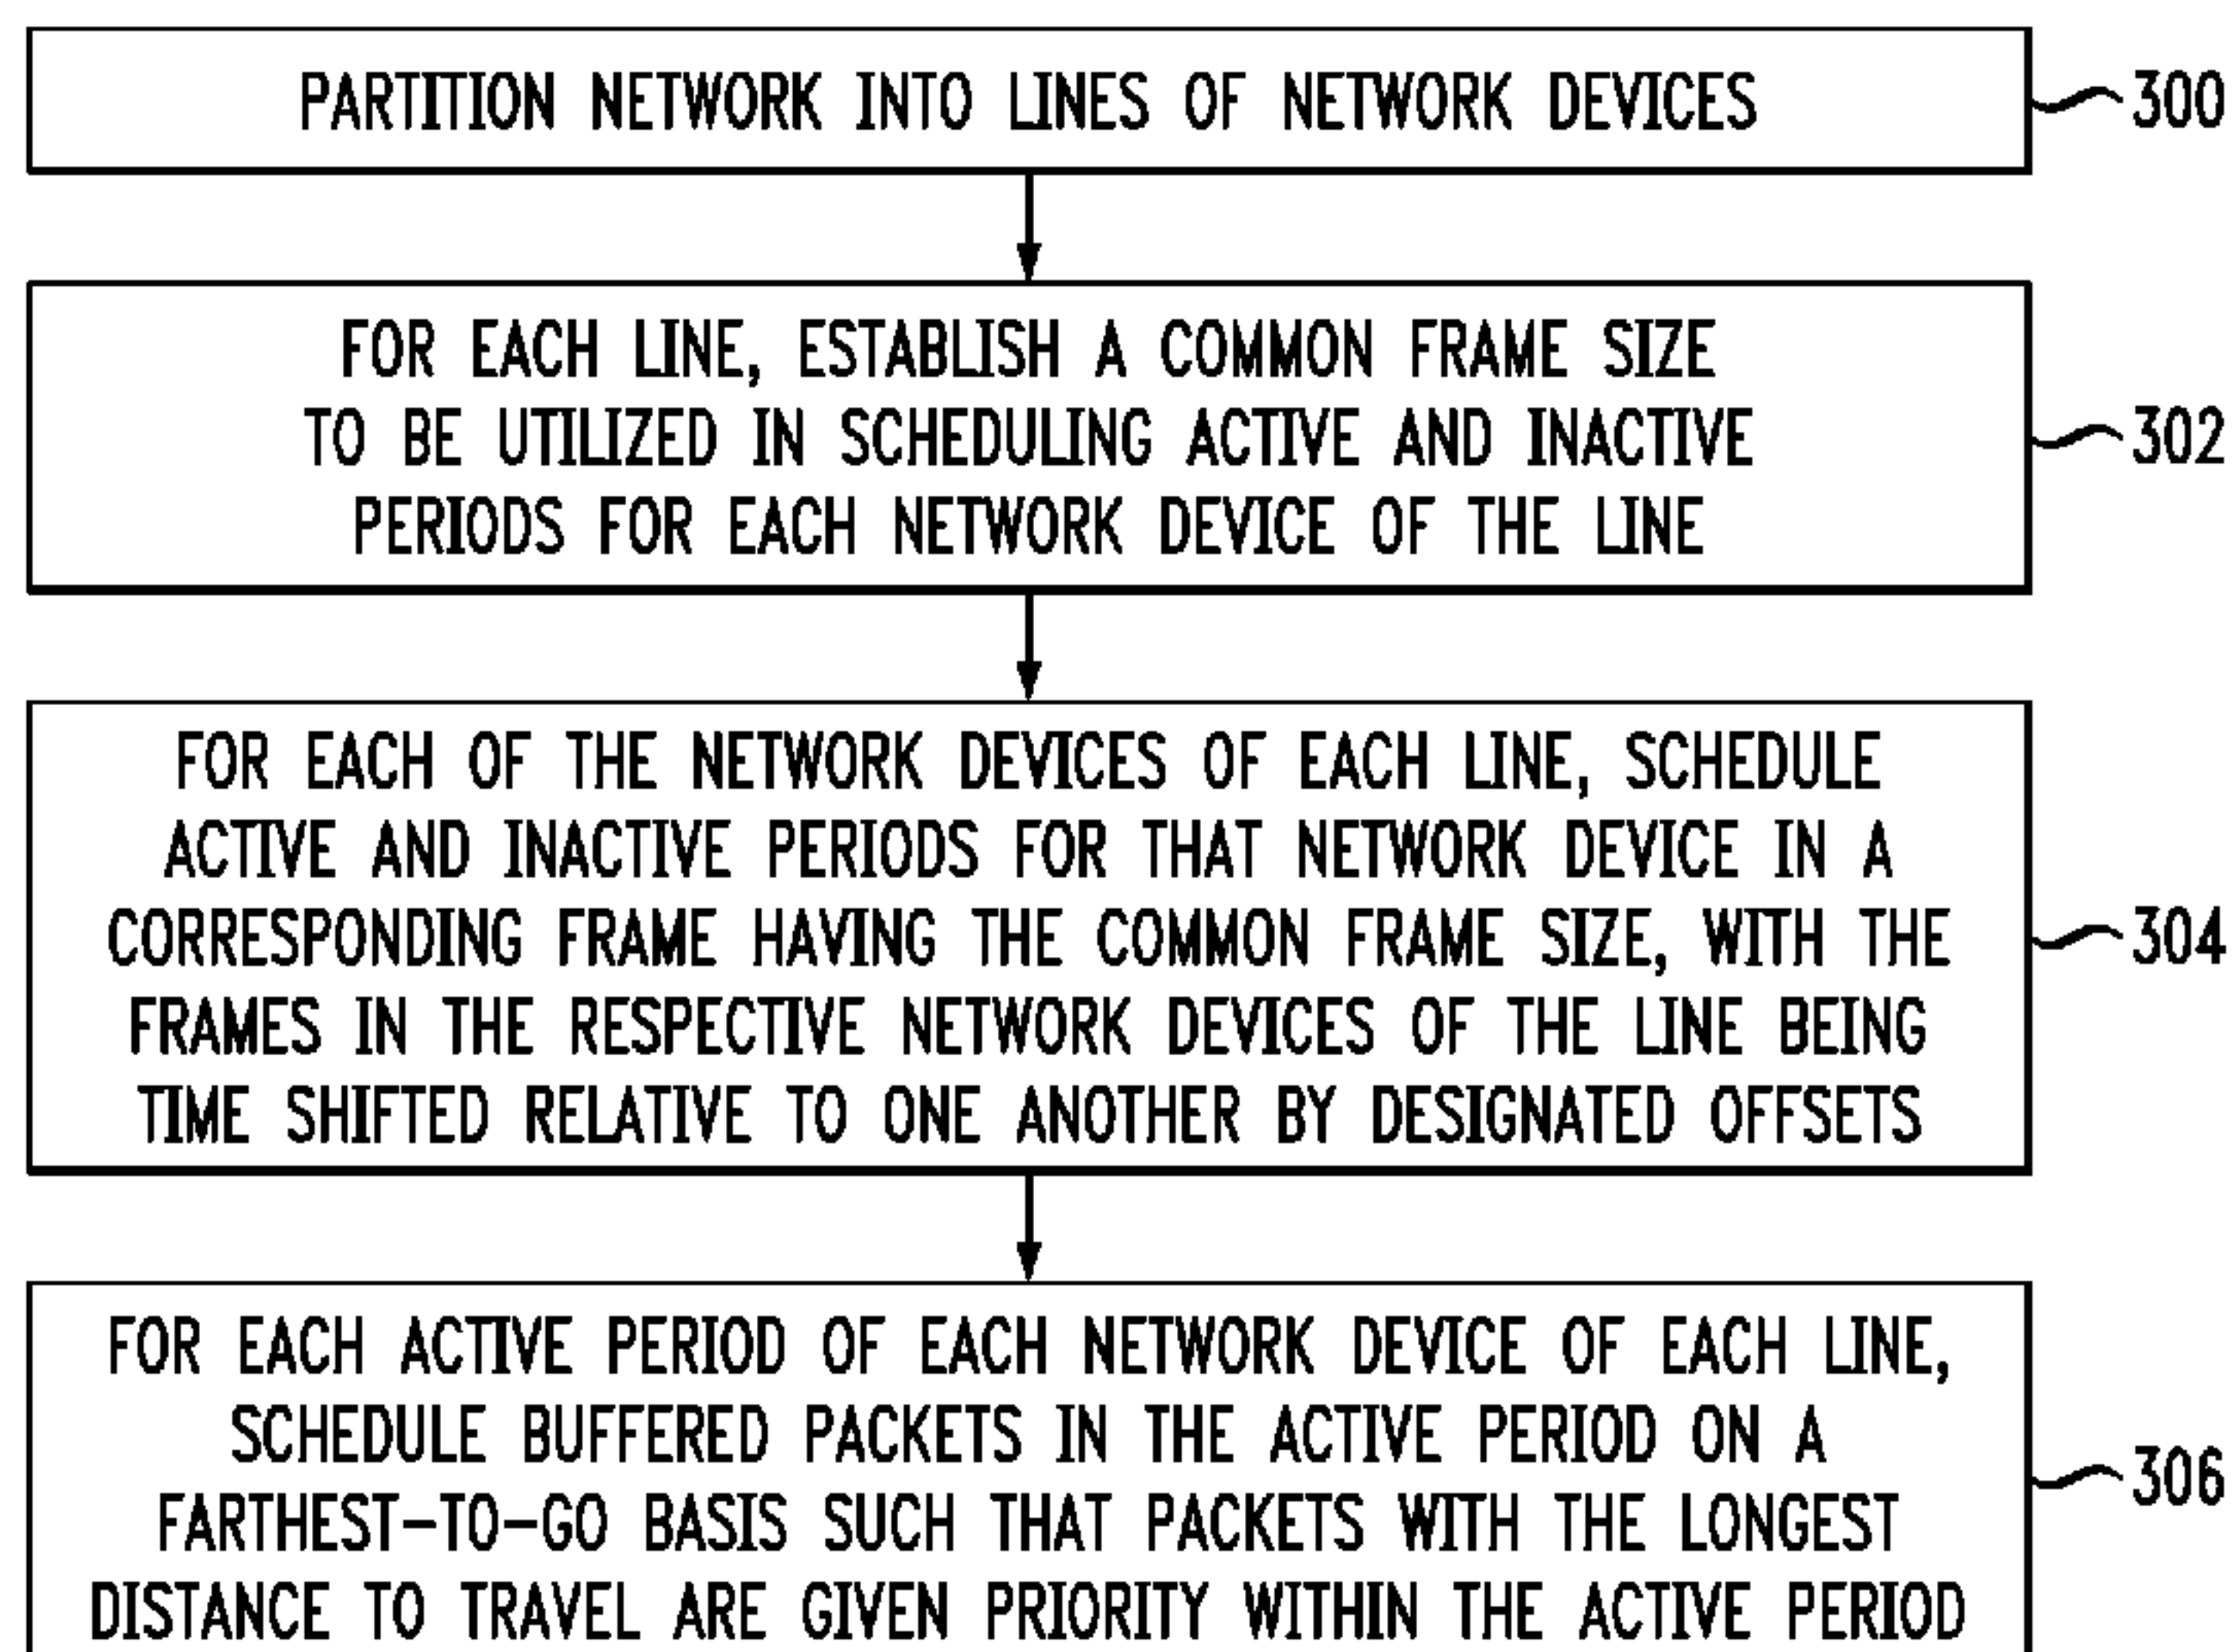 PARTITION NETWORK INTO LINES OF NETWORK DEVICES
300
FOR EACH LINE, ESTABLISH A COMMON FRAME SIZE
TO BE UTILIZED IN SCHEDULING ACTIVE AND INACTIVE
PERIODS FOR EACH NETWORK DEVICE OF THE LINE
302
FOR EACH OF THE NETWORK DEVICES OF EACH LINE, SCHEDULE
ACTIVE AND INACTIVE PERIODS FOR THAT NETWORK DEVICE IN A
CORRESPONDING FRAME HAVING THE COMMON FRAME SIZE, WITH THE
FRAMES IN THE RESPECTIVE NETWORK DEVICES OF THE LINE BEING
TIME SHIFTED RELATIVE TO ONE ANOTHER BY DESIGNATED OFFSETS
304
FOR EACH ACTIVE PERIOD OF EACH NETWORK DEVICE OF EACH LINE,
SCHEDULE BUFFERED PACKETS IN THE ACTIVE PERIOD ON A
FARTHEST-TO-GO BASIS SUCH THAT PACKETS WITH THE LONGEST
DISTANCE TO TRAVEL ARE GIVEN PRIORITY WITHIN THE ACTIVE PERIOD
306